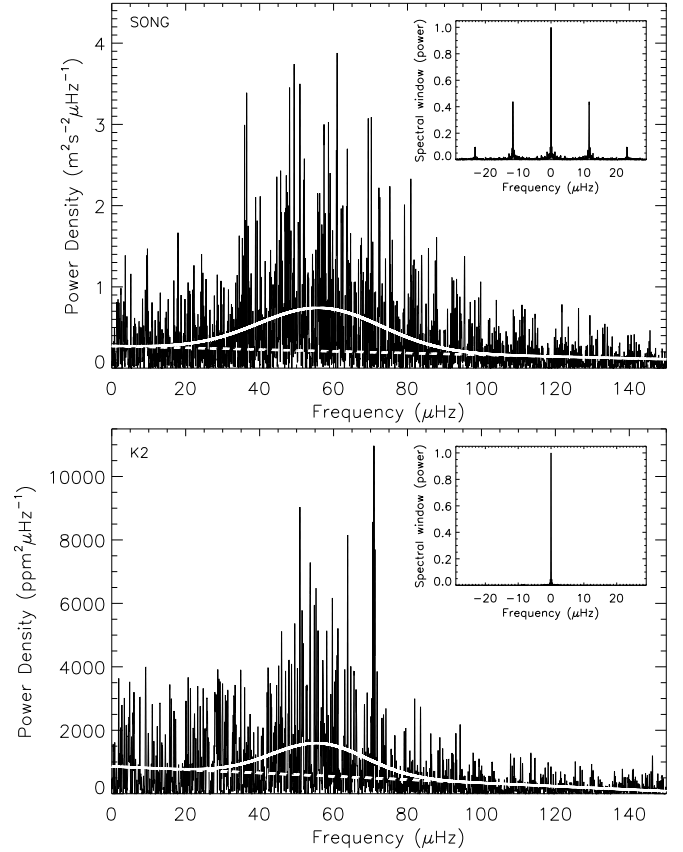 SONG
Power Density (m²s⁻²μHz⁻¹)
4
3
2
1
0
0 20 40 60 80 100 120 140
Frequency (μHz)
Spectral window (power)
1.0
0.8
0.6
0.4
0.2
0.0
-20 -10 0 10 20
Frequency (μHz)
K2
Power Density (ppm²μHz⁻¹)
10000
8000
6000
4000
2000
0
0 20 40 60 80 100 120 140
Frequency (μHz)
Spectral window (power)
1.0
0.8
0.6
0.4
0.2
0.0
-20 -10 0 10 20
Frequency (μHz)